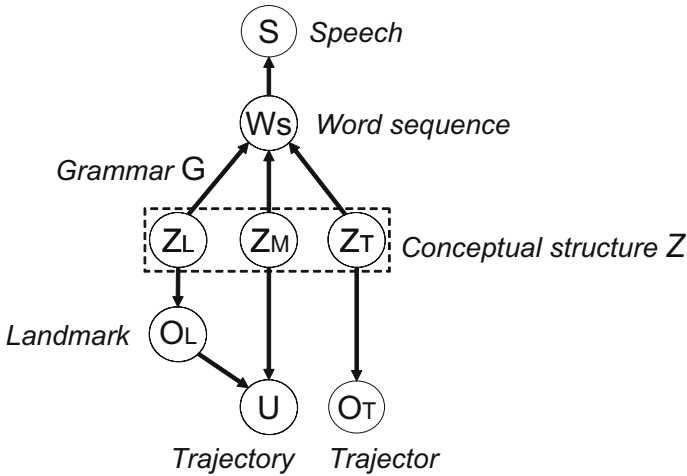 S Speech
Ws Word sequence
Grammar G
ZL ZM ZT Conceptual structure Z
Landmark OL
U OT
Trajectory Trajector